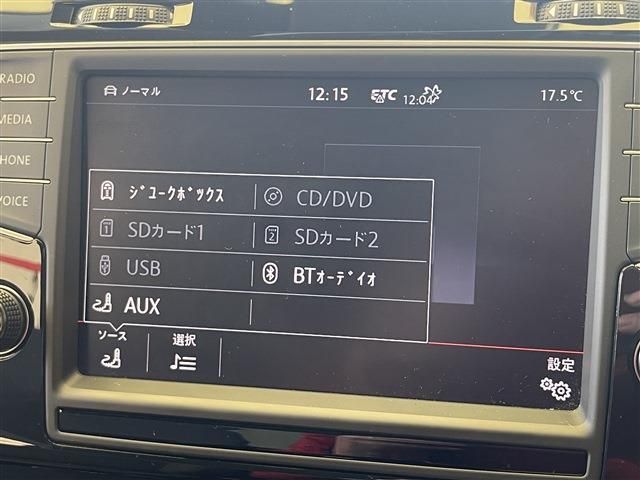 RADIO
MEDIA
PHONE
VOICE
ノーマル 12:15 ETC 12:04 17.5℃
ジュークボックス CD/DVD
1 SDカード1 2 SDカード2
USB BTオーディオ
AUX
ソース 選択 設定